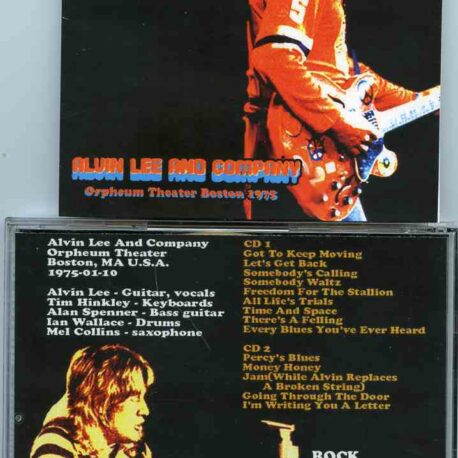 ALVIN LEE AND COMPANY
Orpheum Theater Boston 1975
Alvin Lee And Company
Orpheum Theater
Boston, MA U.S.A.
1975-01-10
Alvin Lee - Guitar, vocals
Tim Hinkley - Keyboards
Alan Spenner - Bass guitar
Ian Wallace - Drums
Mel Collins - saxophone
CD 1
Got To Keep Moving
Let's Get Back
Somebody's Calling
Somebody Waltz
Freedom For The Stallion
All Life's Trials
Time And Space
There's A Felling
Every Blues You've Ever Heard
CD 2
Percy's Blues
Money Honey
Jam(While Alvin Replaces
A Broken String)
Going Through The Door
I'm Writing You A Letter
ROCK